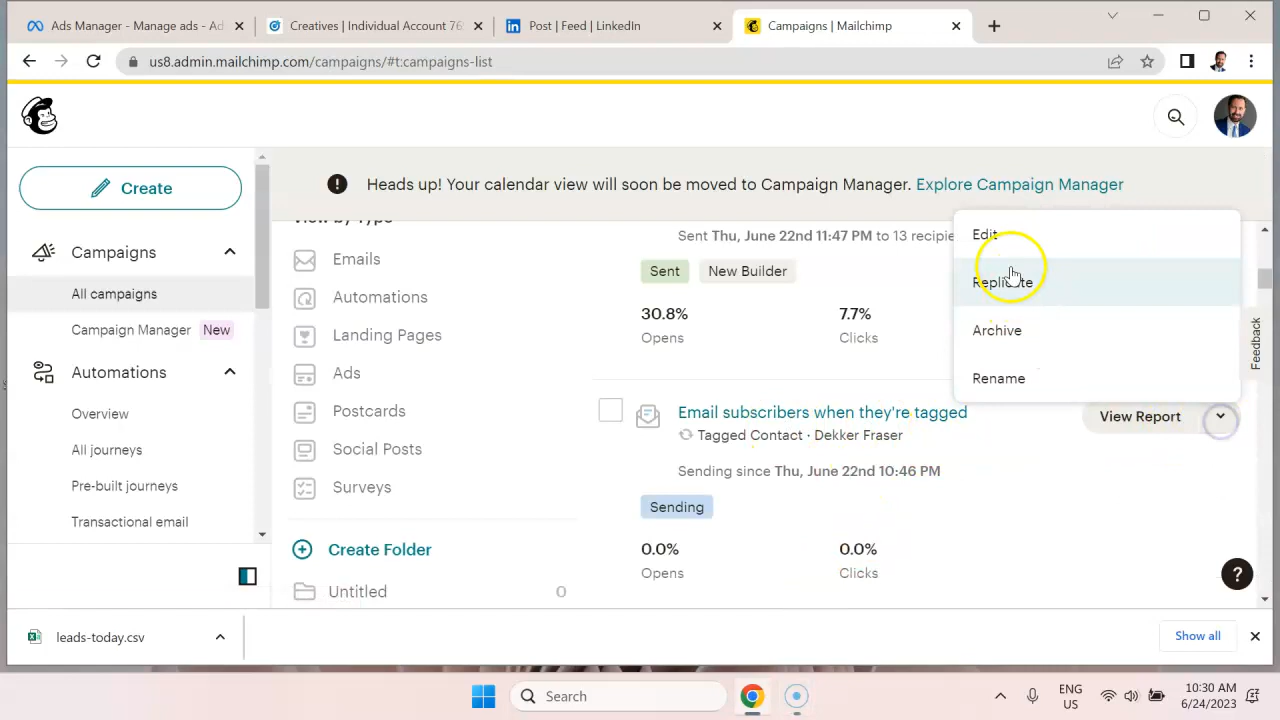 Ads Manager - Manage ads - Ad
Creatives | Individual Account 76
Post | Feed | LinkedIn
Campaigns | Mailchimp
us8.admin.mailchimp.com/campaigns/#t:campaigns-list
Heads up! Your calendar view will soon be moved to Campaign Manager. Explore Campaign Manager
Create
Campaigns
All campaigns
Campaign Manager New
Automations
Overview
All journeys
Pre-built journeys
Transactional email
View by Type
Emails
Automations
Landing Pages
Ads
Postcards
Social Posts
Surveys
Create Folder
Untitled 0
Sent Thu, June 22nd 11:47 PM to 13 recipie
Sent New Builder
30.8% 7.7%
Opens Clicks
Edit
Replicate
Archive
Rename
Email subscribers when they're tagged
Tagged Contact · Dekker Fraser
View Report
Sending since Thu, June 22nd 10:46 PM
Sending
0.0% 0.0%
Opens Clicks
Feedback
?
leads-today.csv
Show all
Search
ENG
US
10:30 AM
6/24/2023